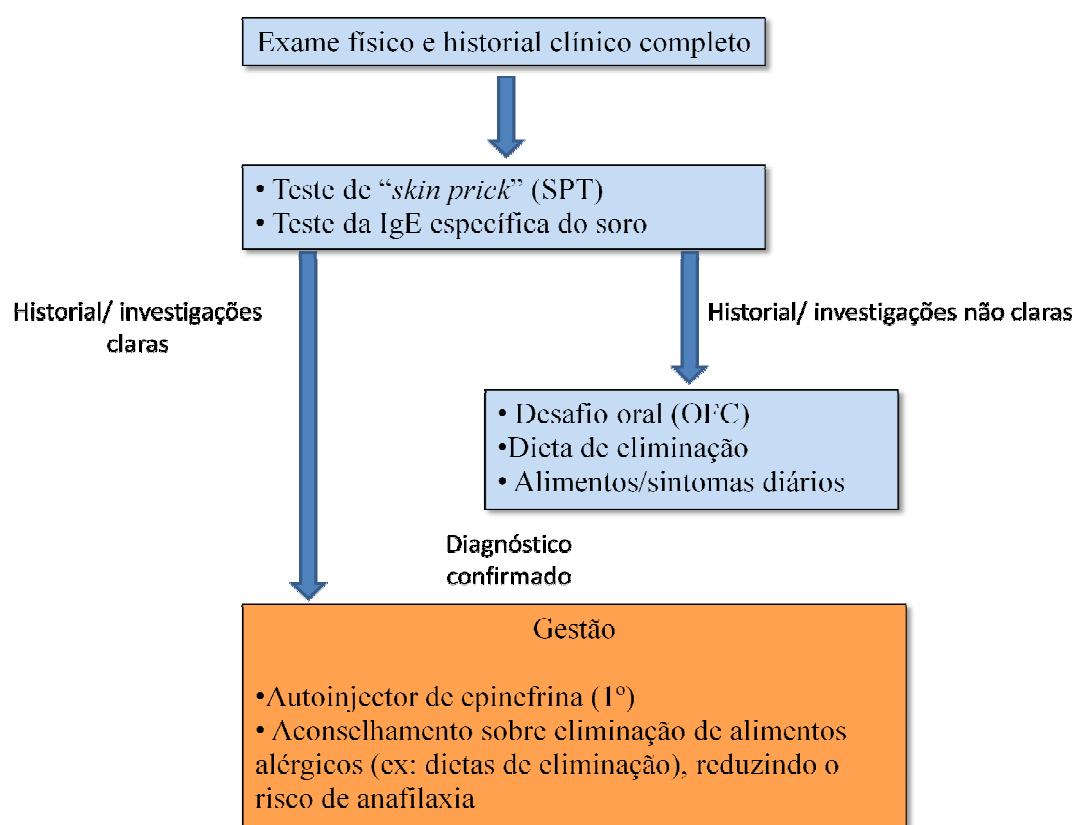 Exame físico e historial clínico completo
• Teste de “skin prick” (SPT)
• Teste da IgE específica do soro
Historial/ investigações
claras
Historial/ investigações não claras
• Desafio oral (OFC)
•Dieta de eliminação
• Alimentos/sintomas diários
Diagnóstico
confirmado
Gestão
•Autoinjector de epinefrina (1º)
• Aconselhamento sobre eliminação de alimentos
alérgicos (ex: dietas de eliminação), reduzindo o
risco de anafilaxia